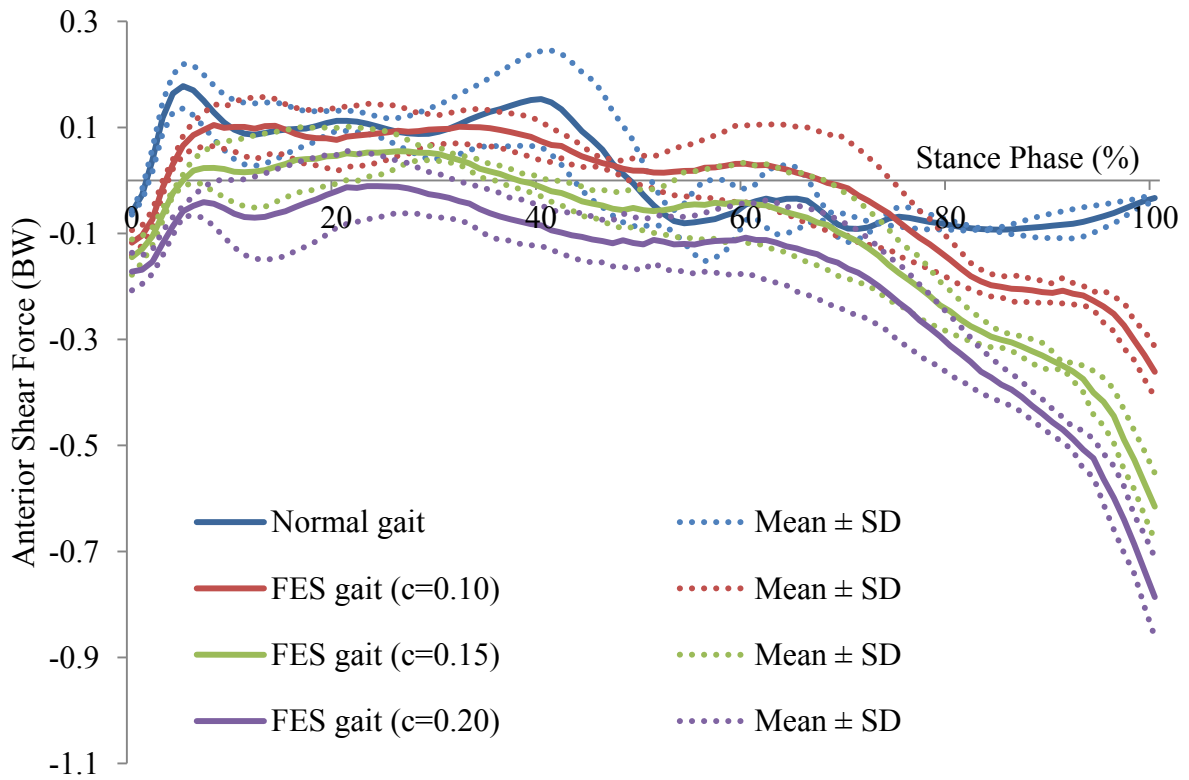 0.3
0.1
-0.1
-0.3
-0.5
-0.7
-0.9
-1.1
Anterior Shear Force (BW)
Stance Phase (%)
0 20 40 60 80 100
Normal gait Mean ± SD
FES gait (c=0.10) Mean ± SD
FES gait (c=0.15) Mean ± SD
FES gait (c=0.20) Mean ± SD